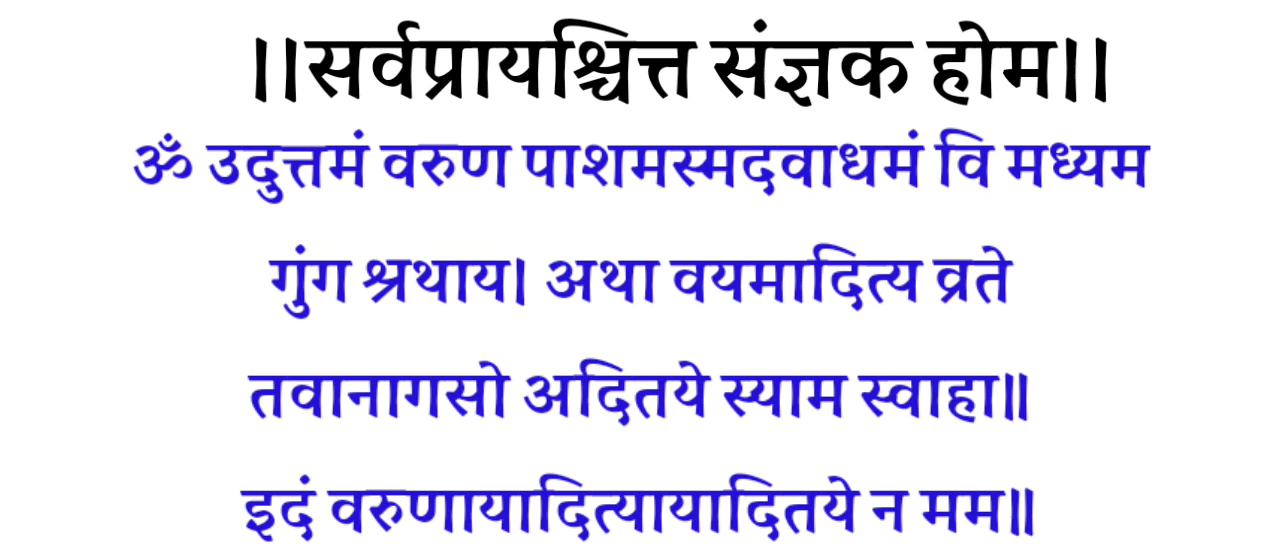 ।।सर्वप्रायश्चित्त संज्ञक होम।।
ॐ उदुत्तमं वरुण पाशमस्मदवाधमं वि मध्यम
गुंग श्रथाय। अथा वयमादित्य व्रते
तवानागसो अदितये स्याम स्वाहा॥
इदं वरुणायादित्यायादितये न मम॥